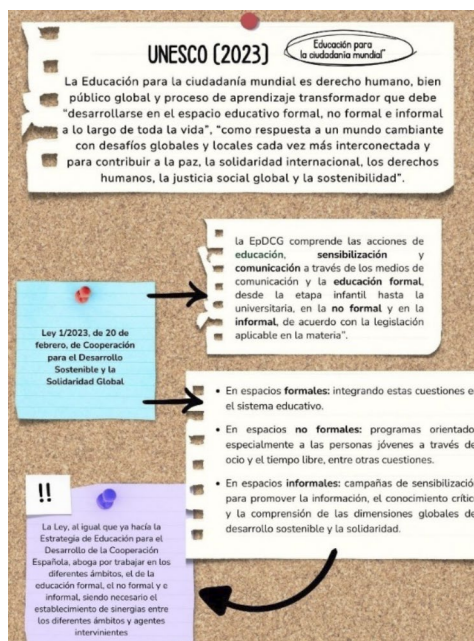 UNESCO (2023)
Educación para
la ciudadanía mundial"
La Educación para la ciudadanía mundial es derecho humano, bien
público global y proceso de aprendizaje transformador que debe
"desarrollarse en el espacio educativo formal, no formal e informal
a lo largo de toda la vida", "como respuesta a un mundo cambiante
con desafíos globales y locales cada vez más interconectada y
para contribuir a la paz, la solidaridad internacional, los derechos
humanos, la justicia social global y la sostenibilidad".
la EpDCG comprende las acciones de
educación, sensibilización y
comunicación a través de los medios de
comunicación y la educación formal,
desde la etapa infantil hasta la
universitaria, en la no formal y en la
informal, de acuerdo con la legislación
aplicable en la materia".
Ley 1/2023, de 20 de
febrero, de Cooperación
para el Desarrollo
Sostenible y la
Solidaridad Global
• En espacios formales: integrando estas cuestiones e
el sistema educativo.
• En espacios no formales: programas orientado
especialmente a las personas jóvenes a través de
ocio y el tiempo libre, entre otras cuestiones.
• En espacios informales: campañas de sensibilizació
para promover la información, el conocimiento crític
y la comprensión de las dimensiones globales de
desarrollo sostenible y la solidaridad.
!!
La Ley, al igual que ya hacía la
Estrategia de Educación para el
Desarrollo de la Cooperación
Española, aboga por trabajar en los
diferentes ámbitos, el de la
educación formal, el no formal y e
informal, siendo necesario el
establecimiento de sinergias entre
los diferentes ámbitos y agentes
intervinientes